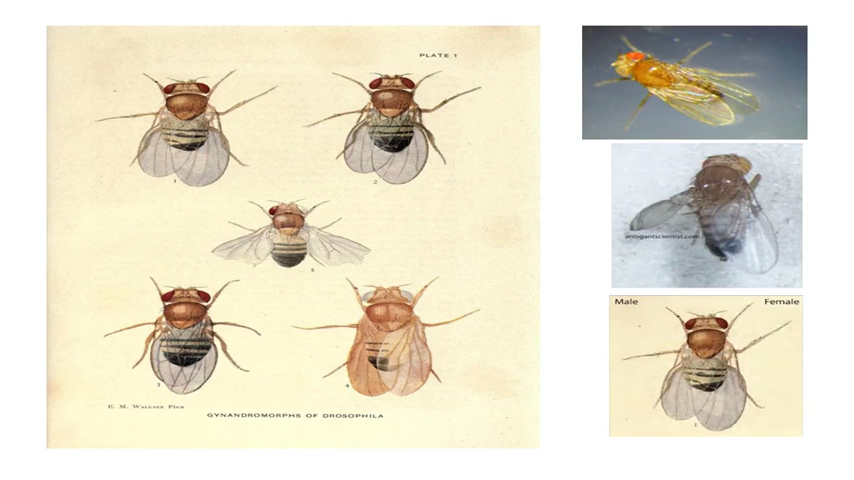 PLATE 1
1
2
5
3
4
E. M. WALLACE PINX
GYNANDROMORPHS OF DROSOPHILA
arrogantscientist.com
Male
Female
1